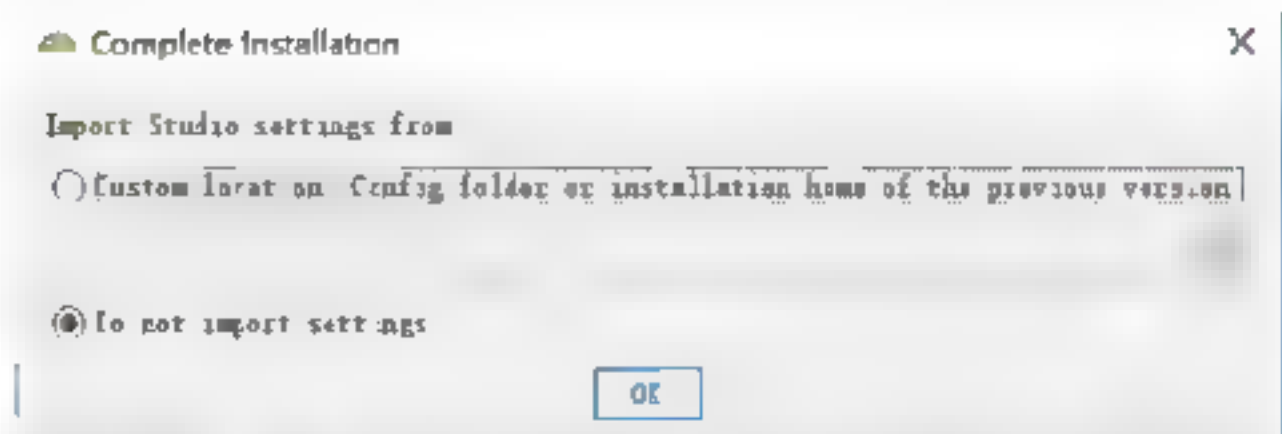 Complete Installation
Import Studio settings from
Custom location. Config folder or installation home of the previous version
Do not import settings
OK